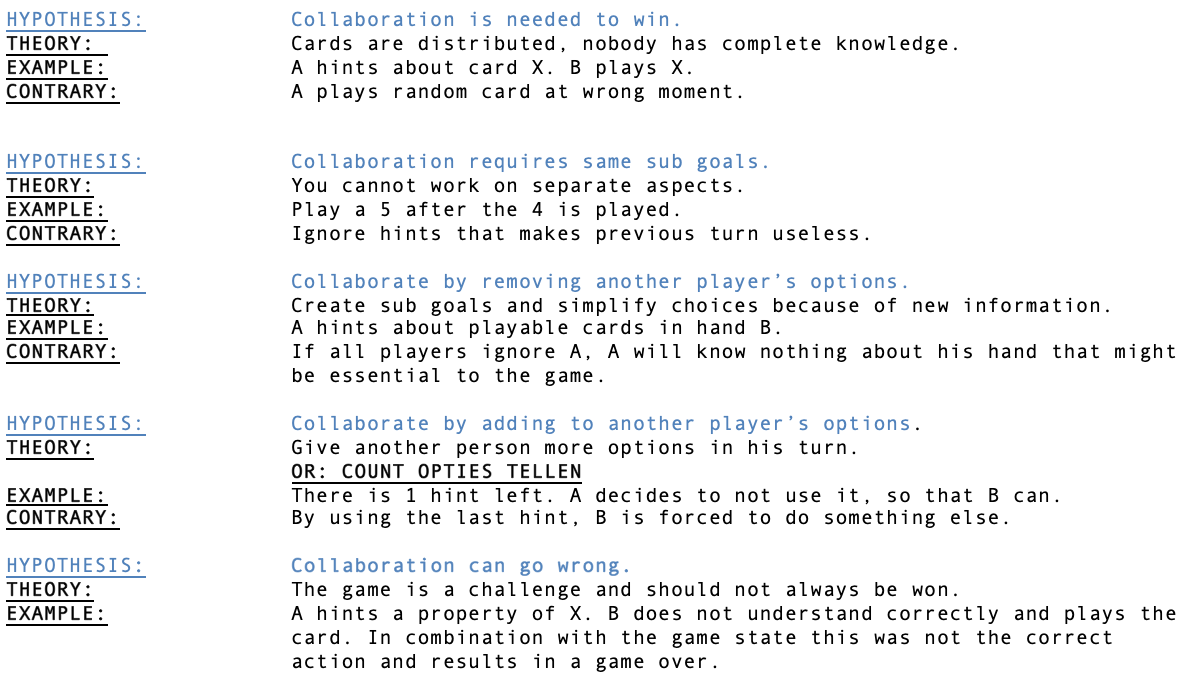 HYPOTHESIS: Collaboration is needed to win.
THEORY: Cards are distributed, nobody has complete knowledge.
EXAMPLE: A hints about card X. B plays X.
CONTRARY: A plays random card at wrong moment.
HYPOTHESIS: Collaboration requires same sub goals.
THEORY: You cannot work on separate aspects.
EXAMPLE: Play a 5 after the 4 is played.
CONTRARY: Ignore hints that makes previous turn useless.
HYPOTHESIS: Collaborate by removing another player’s options.
THEORY: Create sub goals and simplify choices because of new information.
EXAMPLE: A hints about playable cards in hand B.
CONTRARY: If all players ignore A, A will know nothing about his hand that might
be essential to the game.
HYPOTHESIS: Collaborate by adding to another player’s options.
THEORY: Give another person more options in his turn.
OR: COUNT OPTIES TELLEN
EXAMPLE: There is 1 hint left. A decides to not use it, so that B can.
CONTRARY: By using the last hint, B is forced to do something else.
HYPOTHESIS: Collaboration can go wrong.
THEORY: The game is a challenge and should not always be won.
EXAMPLE: A hints a property of X. B does not understand correctly and plays the
card. In combination with the game state this was not the correct
action and results in a game over.